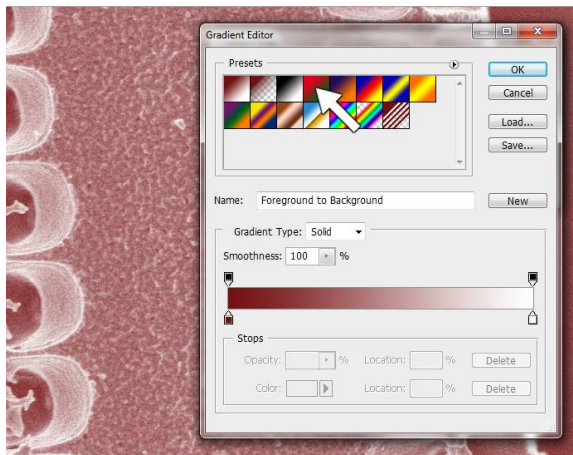 Gradient Editor
Presets
OK
Cancel
Load...
Save...
Name: Foreground to Background
New
Gradient Type: Solid
Smoothness: 100 %
Stops
Opacity: % Location: % Delete
Color: Location: % Delete